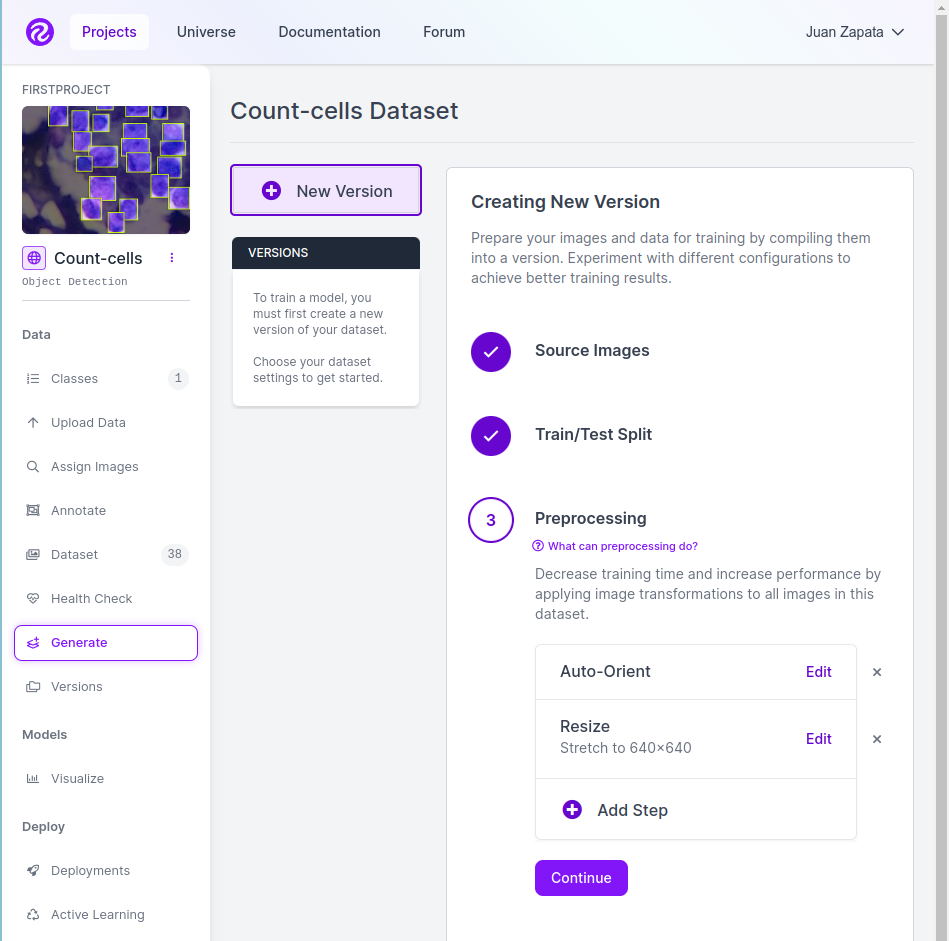 Projects
Universe
Documentation
Forum
Juan Zapata
FIRSTPROJECT
Count-cells
Object Detection
Data
Classes 1
Upload Data
Assign Images
Annotate
Dataset 38
Health Check
Generate
Versions
Models
Visualize
Deploy
Deployments
Active Learning
Count-cells Dataset
New Version
VERSIONS
To train a model, you
must first create a new
version of your dataset.
Choose your dataset
settings to get started.
Creating New Version
Prepare your images and data for training by compiling them
into a version. Experiment with different configurations to
achieve better training results.
Source Images
Train/Test Split
3 Preprocessing
What can preprocessing do?
Decrease training time and increase performance by
applying image transformations to all images in this
dataset.
Auto-Orient Edit ×
Resize
Stretch to 640×640
Edit ×
Add Step
Continue